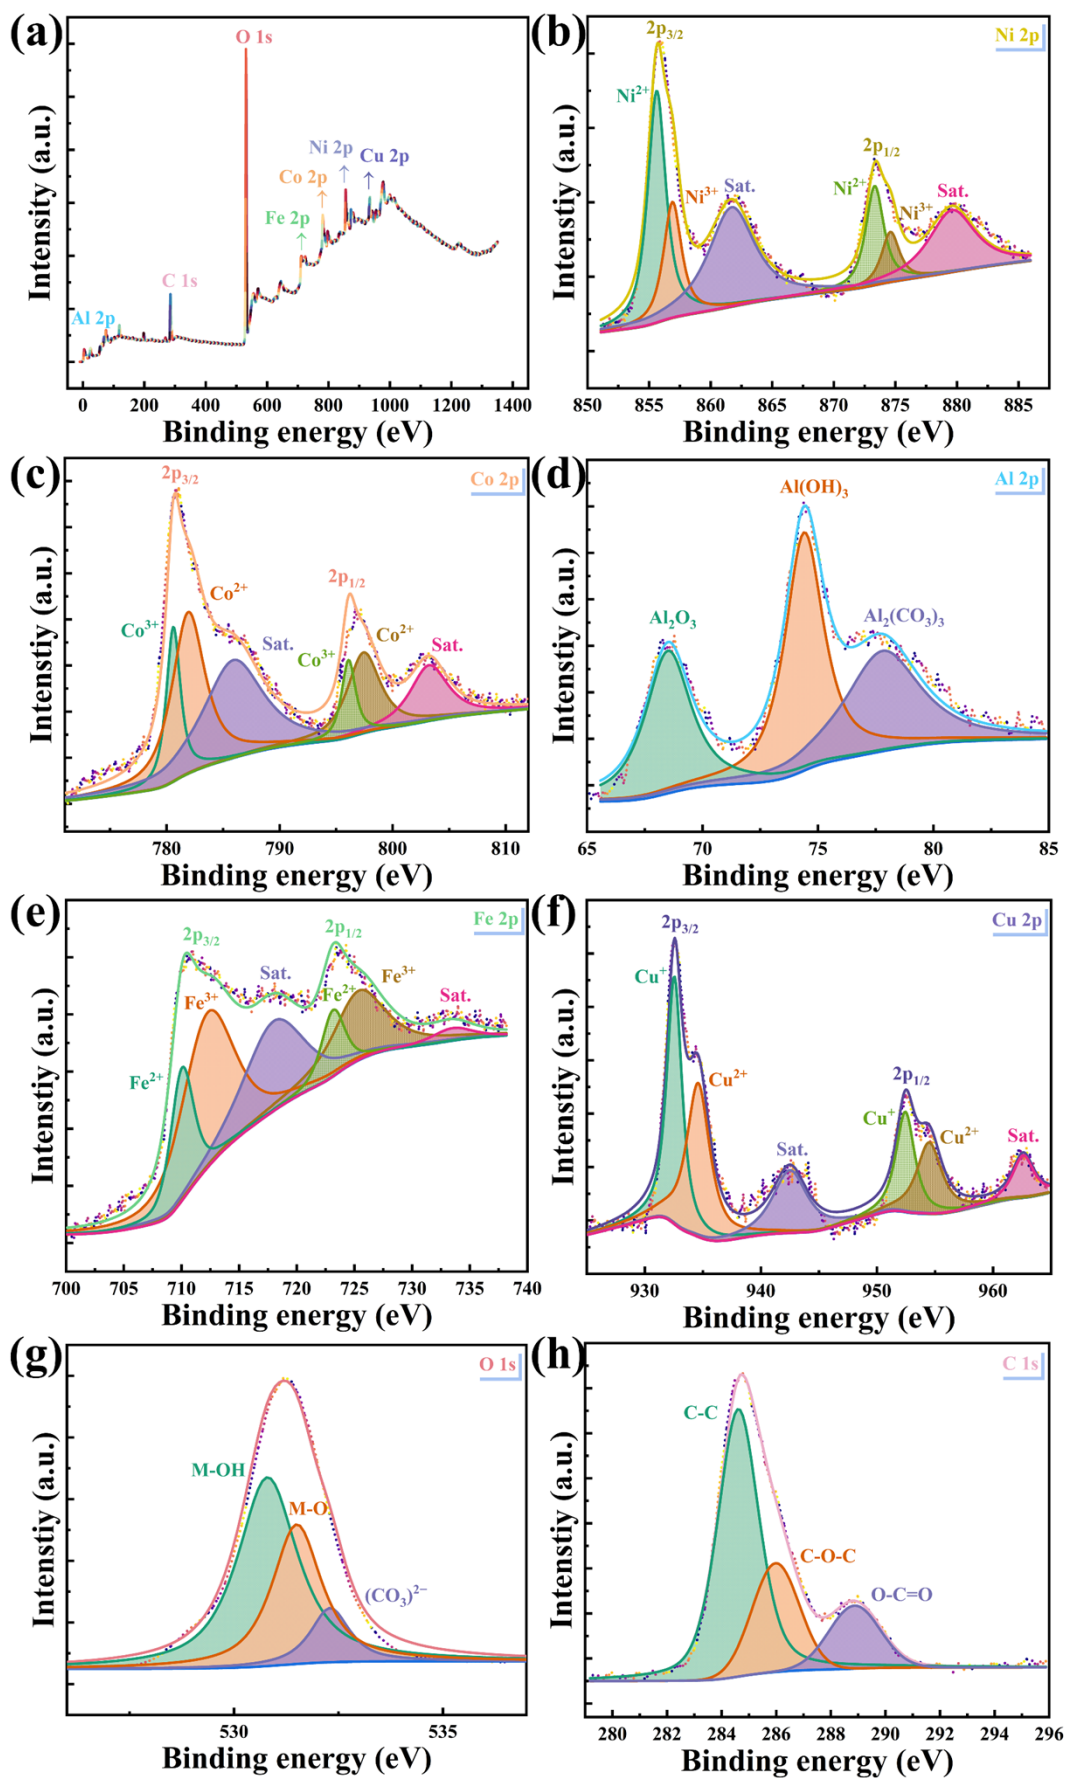 (a)
O 1s
Ni 2p
Cu 2p
Co 2p
Fe 2p
C 1s
Al 2p
Intensity (a.u.)
0 200 400 600 800 1000 1200 1400
Binding energy (eV)
(b)
Ni 2p
2p3/2
Ni2+
Ni3+
Sat.
2p1/2
Ni2+
Ni3+
Sat.
Intenstiy (a.u.)
850 855 860 865 870 875 880 885
Binding energy (eV)
(c)
Co 2p
2p3/2
Co3+
Co2+
Sat.
2p1/2
Co3+
Co2+
Sat.
Intenstiy (a.u.)
780 790 800 810
Binding energy (eV)
(d)
Al 2p
Al(OH)3
Al2O3
Al2(CO3)3
Intenstiy (a.u.)
65 70 75 80 85
Binding energy (eV)
(e)
Fe 2p
2p3/2
2p1/2
Sat.
Fe3+
Fe3+
Fe2+
Sat.
Fe2+
Intenstiy (a.u.)
700 705 710 715 720 725 730 735 740
Binding energy (eV)
(f)
Cu 2p
2p3/2
Cu+
Cu2+
Sat.
2p1/2
Cu+
Cu2+
Sat.
Intenstiy (a.u.)
930 940 950 960
Binding energy (eV)
(g)
O 1s
M-OH
M-O
(CO3)2−
Intenstiy (a.u.)
530 535
Binding energy (eV)
(h)
C 1s
C-C
C-O-C
O-C=O
Intenstiy (a.u.)
280 282 284 286 288 290 292 294 296
Binding energy (eV)